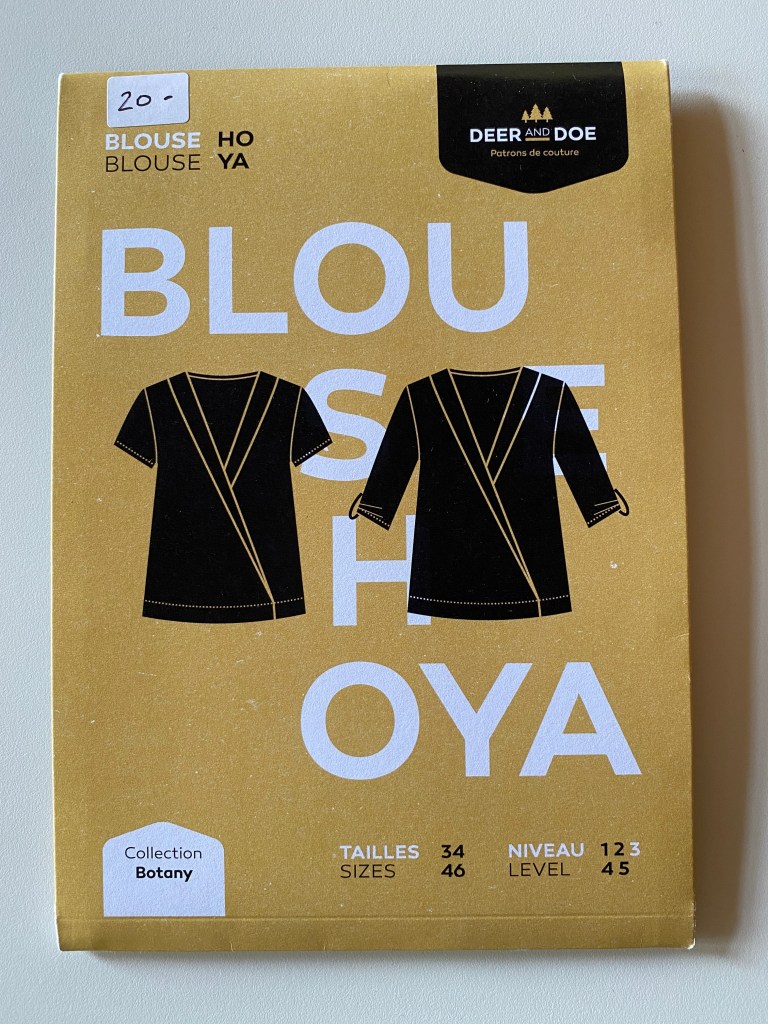 20.-
BLOUSE HO
BLOUSE YA
DEER AND DOE
Patrons de couture
BLOU
SE
H
OYA
Collection
Botany
TAILLES 34
SIZES 46
NIVEAU 1 2 3
LEVEL 4 5